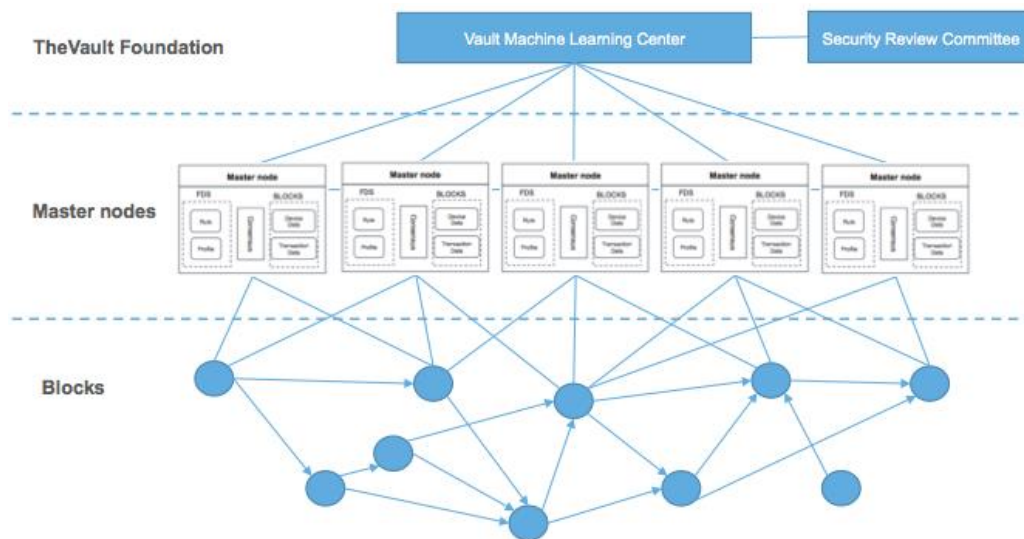 TheVault Foundation
Vault Machine Learning Center
Security Review Committee
Master nodes
Master node
FDS
BLOCKS
Rule
Profile
Consensus
Device
Data
Transaction
Data
Master node
FDS
BLOCKS
Rule
Profile
Consensus
Device
Data
Transaction
Data
Master node
FDS
BLOCKS
Rule
Profile
Consensus
Device
Data
Transaction
Data
Master node
FDS
BLOCKS
Rule
Profile
Consensus
Device
Data
Transaction
Data
Master node
FDS
BLOCKS
Rule
Profile
Consensus
Device
Data
Transaction
Data
Blocks